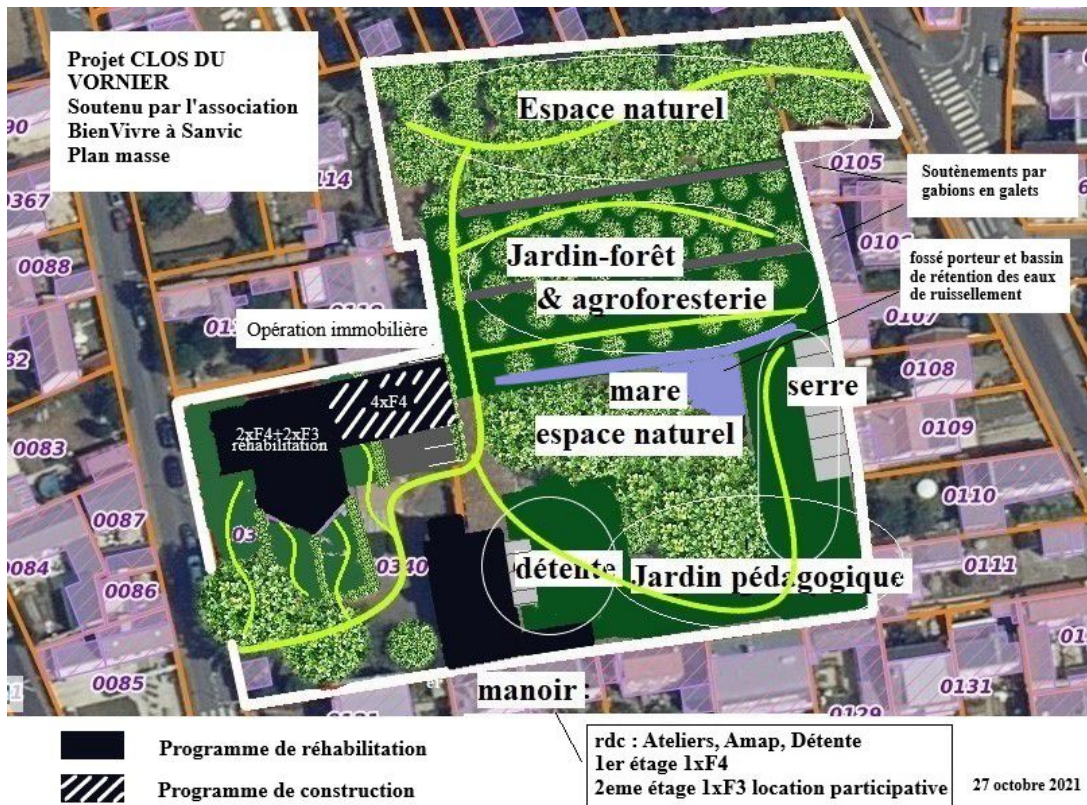 Projet CLOS DU
VORNIER
Soutenu par l'association
BienVivre à Sanvic
Plan masse
Espace naturel
0105
Soutènements par
gabions en galets
0367
0088
Jardin-forêt
& agroforesterie
fossé porteur et bassin
de rétention des eaux
de ruissellement
0107
Opération immobilière
0108
mare
espace naturel
serre
4xF4
2xF4+2xF3
réhabilitation
0083
0109
0110
0087
03
0084
0340
détente
Jardin pédagogique
0111
0086
0085
0131
manoir :
0129
Programme de réhabilitation
Programme de construction
rdc : Ateliers, Amap, Détente
1er étage 1xF4
2eme étage 1xF3 location participative
27 octobre 2021